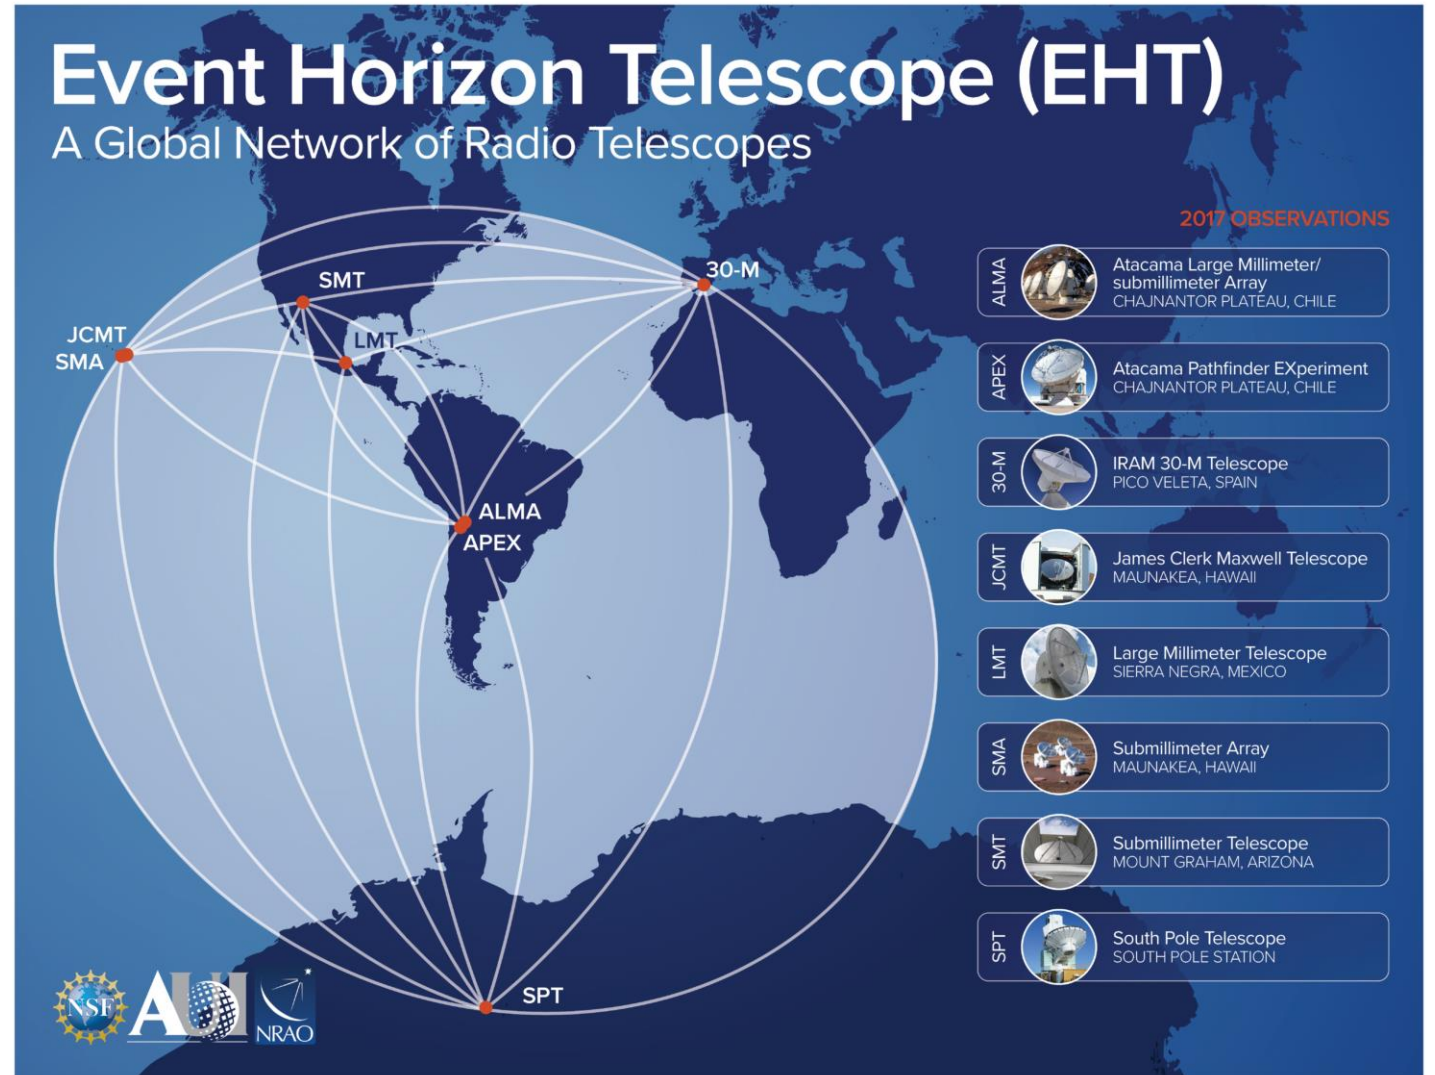 Event Horizon Telescope (EHT)
A Global Network of Radio Telescopes
2017 OBSERVATIONS
30-M
SMT
JCMT
SMA
LMT
ALMA
APEX
SPT
ALMA
Atacama Large Millimeter/
submillimeter Array
CHAJNANTOR PLATEAU, CHILE
APEX
Atacama Pathfinder EXperiment
CHAJNANTOR PLATEAU, CHILE
30-M
IRAM 30-M Telescope
PICO VELETA, SPAIN
JCMT
James Clerk Maxwell Telescope
MAUNAKEA, HAWAII
LMT
Large Millimeter Telescope
SIERRA NEGRA, MEXICO
SMA
Submillimeter Array
MAUNAKEA, HAWAII
SMT
Submillimeter Telescope
MOUNT GRAHAM, ARIZONA
SPT
South Pole Telescope
SOUTH POLE STATION
NSF
AUI
NRAO